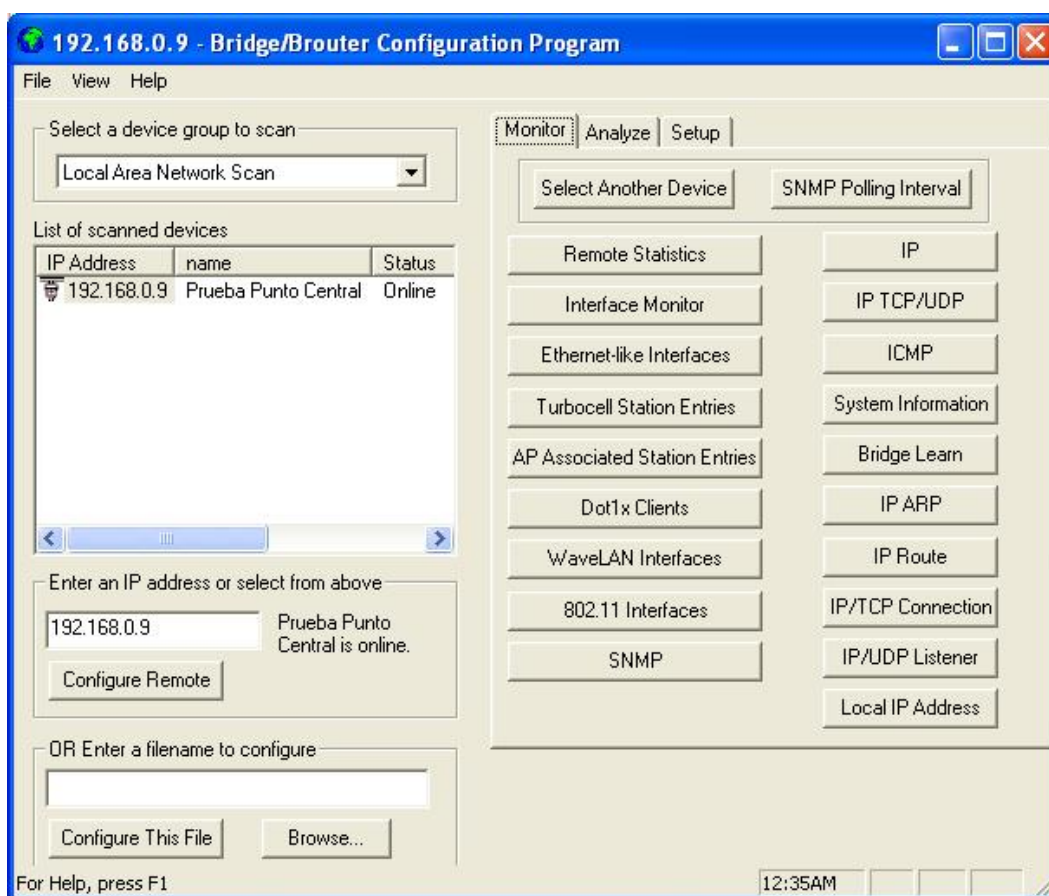 192.168.0.9 - Bridge/Brouter Configuration Program
File View Help
Select a device group to scan
Local Area Network Scan
List of scanned devices
IP Address name Status
192.168.0.9 Prueba Punto Central Online
Enter an IP address or select from above
192.168.0.9
Prueba Punto
Central is online.
Configure Remote
OR Enter a filename to configure
Configure This File Browse...
Monitor Analyze Setup
Select Another Device SNMP Polling Interval
Remote Statistics IP
Interface Monitor IP TCP/UDP
Ethernet-like Interfaces ICMP
Turbocell Station Entries System Information
AP Associated Station Entries Bridge Learn
Dot1x Clients IP ARP
WaveLAN Interfaces IP Route
802.11 Interfaces IP/TCP Connection
SNMP IP/UDP Listener
Local IP Address
For Help, press F1 12:35AM